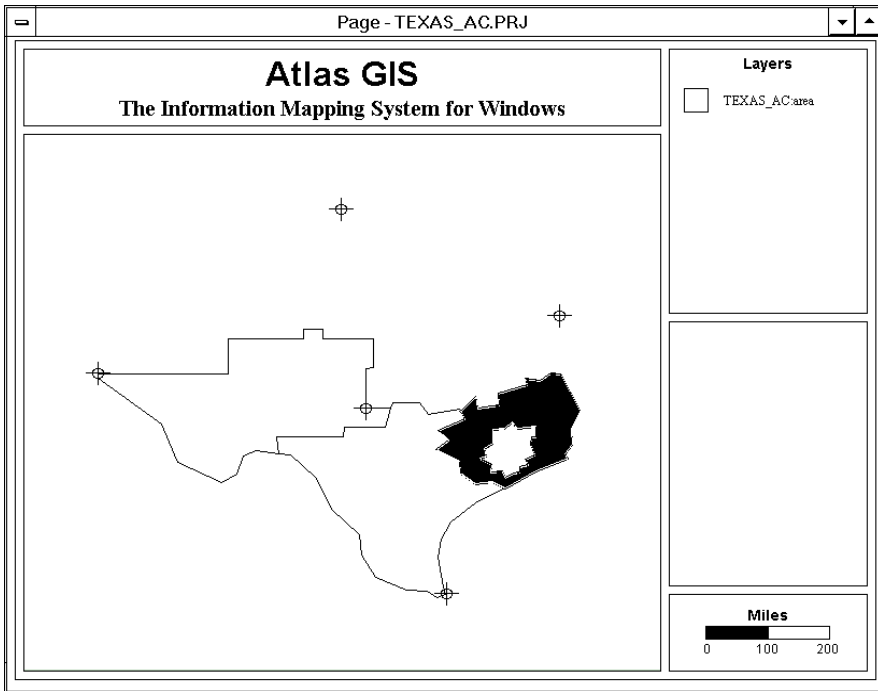 Page - TEXAS_AC.PRJ
Atlas GIS
The Information Mapping System for Windows
Layers
TEXAS_AC:area
Miles
0 100 200